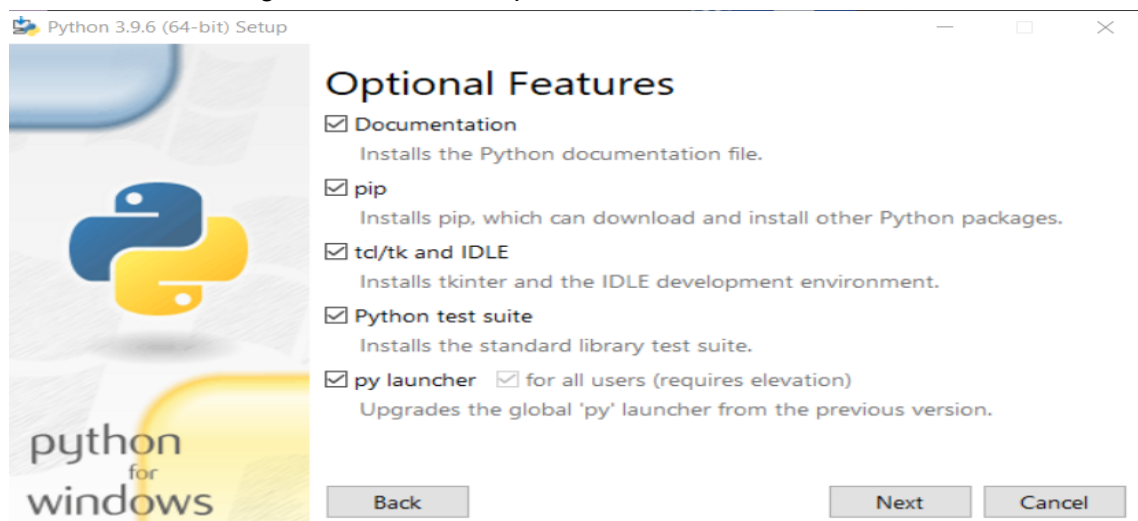 Python 3.9.6 (64-bit) Setup
Optional Features
Documentation
Installs the Python documentation file.
pip
Installs pip, which can download and install other Python packages.
tcl/tk and IDLE
Installs tkinter and the IDLE development environment.
Python test suite
Installs the standard library test suite.
py launcher for all users (requires elevation)
Upgrades the global 'py' launcher from the previous version.
python
for
windows
Back Next Cancel